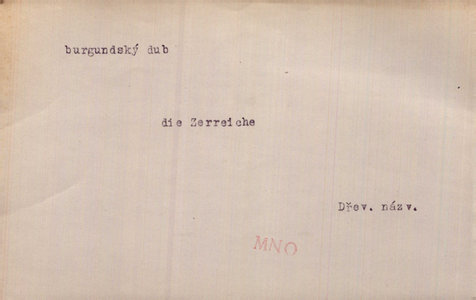 burgundský dub
die Zerreiche
Dřev. názv.
MNO